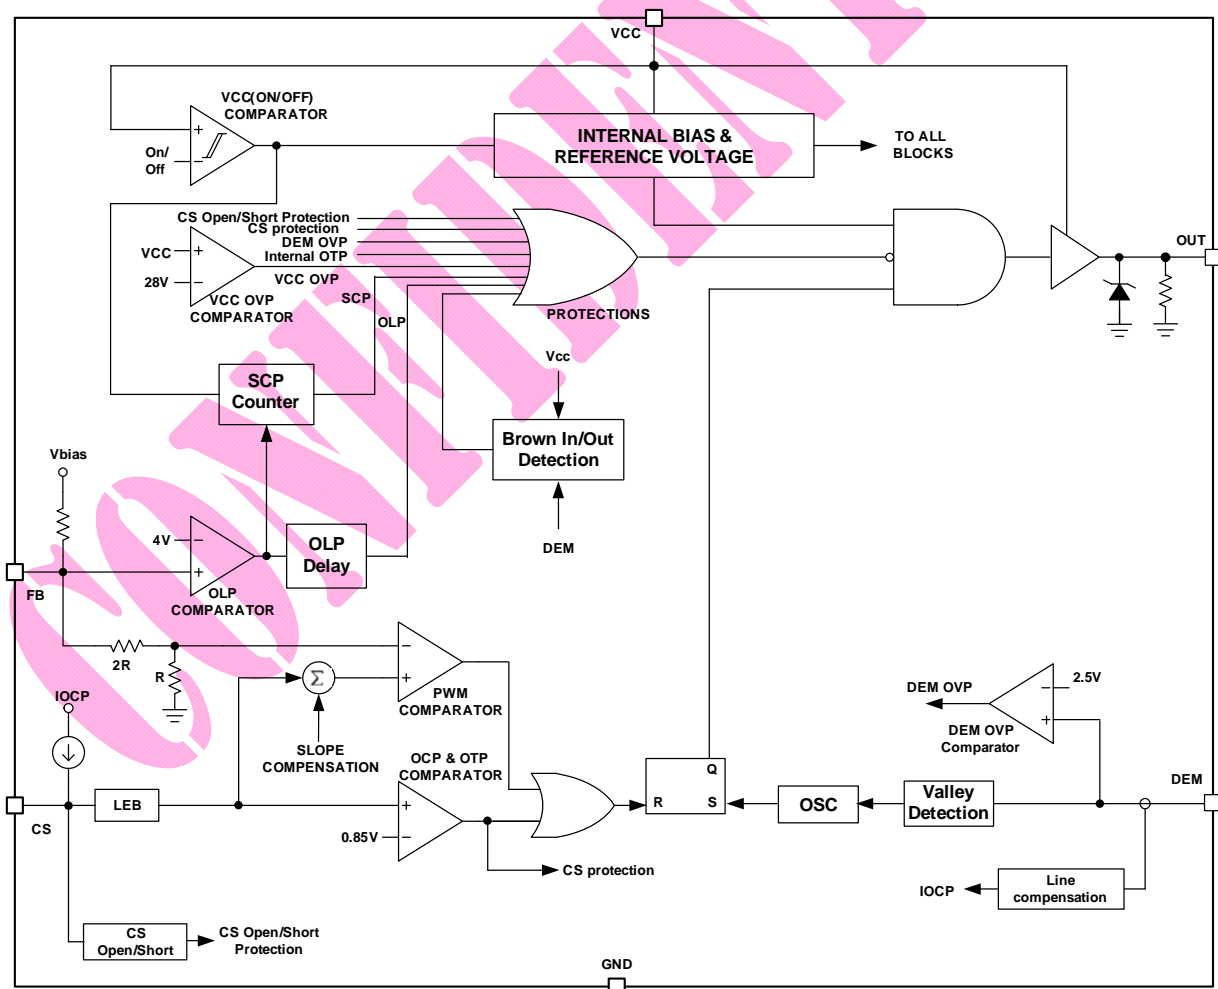 VCC
VCC(ON/OFF)
COMPARATOR
+
On/
Off
−
INTERNAL BIAS &
REFERENCE VOLTAGE
TO ALL
BLOCKS
CS Open/Short Protection
CS protection
DEM OVP
Internal OTP
VCC OVP
SCP
OLP
VCC
+
28V
−
VCC OVP
COMPARATOR
PROTECTIONS
OUT
SCP
Counter
Vcc
Brown In/Out
Detection
DEM
Vbias
4V
−
+
OLP
COMPARATOR
OLP
Delay
FB
2R
R
−
+
PWM
COMPARATOR
Σ
SLOPE
COMPENSATION
IOCP
CS
LEB
OCP & OTP
COMPARATOR
+
0.85V
−
CS protection
Q
R
S
OSC
Valley
Detection
DEM OVP
2.5V
−
+
DEM OVP
Comparator
DEM
Line
compensation
IOCP
CS
Open/Short
CS Open/Short
Protection
GND
CONFIDENTIAL